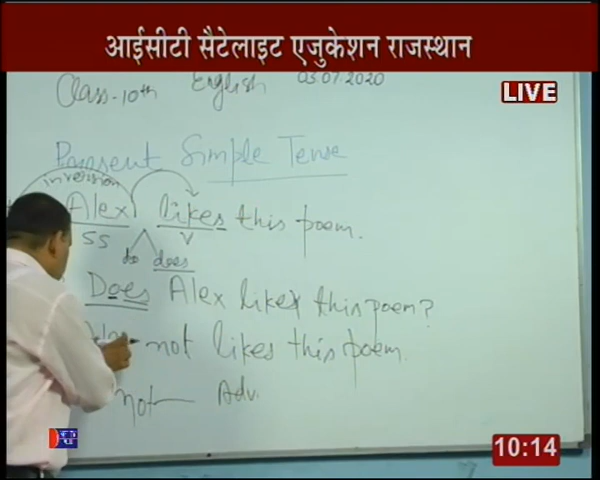 आईसीटी सैटेलाइट एजुकेशन राजस्थान
LIVE
Class-10th English 03.07.2020
Paresent Simple Tense
inversion
Alex likes this poem.
SS V
do does
Does Alex likes this poem?
not likes this poem.
not — Adv.
10:14